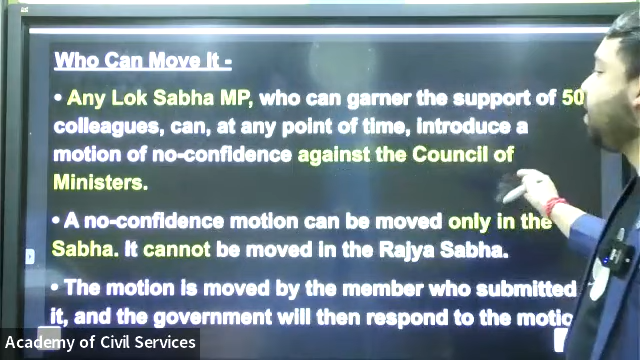 Who Can Move It -
• Any Lok Sabha MP, who can garner the support of 50
colleagues, can, at any point of time, introduce a
motion of no-confidence against the Council of
Ministers.
• A no-confidence motion can be moved only in the
Sabha. It cannot be moved in the Rajya Sabha.
• The motion is moved by the member who submitted
it, and the government will then respond to the
Academy of Civil Services